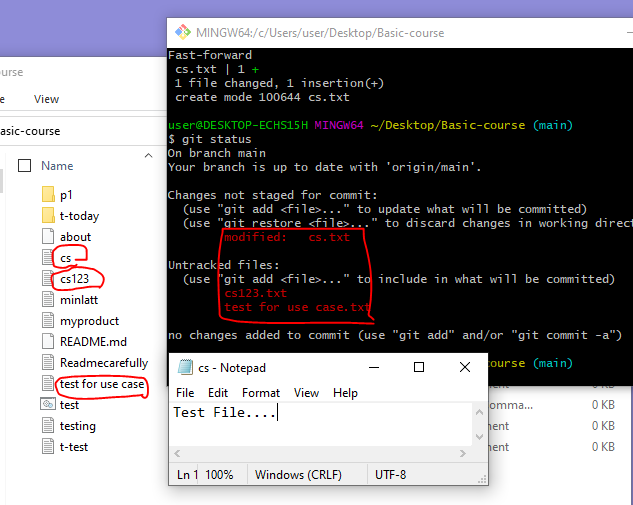 MINGW64:/c/Users/user/Desktop/Basic-course
Fast-forward
cs.txt | 1 +
1 file changed, 1 insertion(+)
create mode 100644 cs.txt
user@DESKTOP-ECHS15H MINGW64 ~/Desktop/Basic-course (main)
$ git status
On branch main
Your branch is up to date with 'origin/main'.
Changes not staged for commit:
(use "git add <file>..." to update what will be committed)
(use "git restore <file>..." to discard changes in working direc
modified:   cs.txt
Untracked files:
(use "git add <file>..." to include in what will be committed)
cs123.txt
test for use case.txt
no changes added to commit (use "git add" and/or "git commit -a")
-course (main)
ourse
e
View
asic-course
Name
p1
t-today
about
cs
cs123
minlatt
myproduct
README.md
Readmecarefully
test for use case
test
testing
t-test
cs - Notepad
File Edit Format View Help
Test File....
Ln 1 100% Windows (CRLF) UTF-8
ment 0 KB
omma... 0 KB
ment 0 KB
ment 0 KB